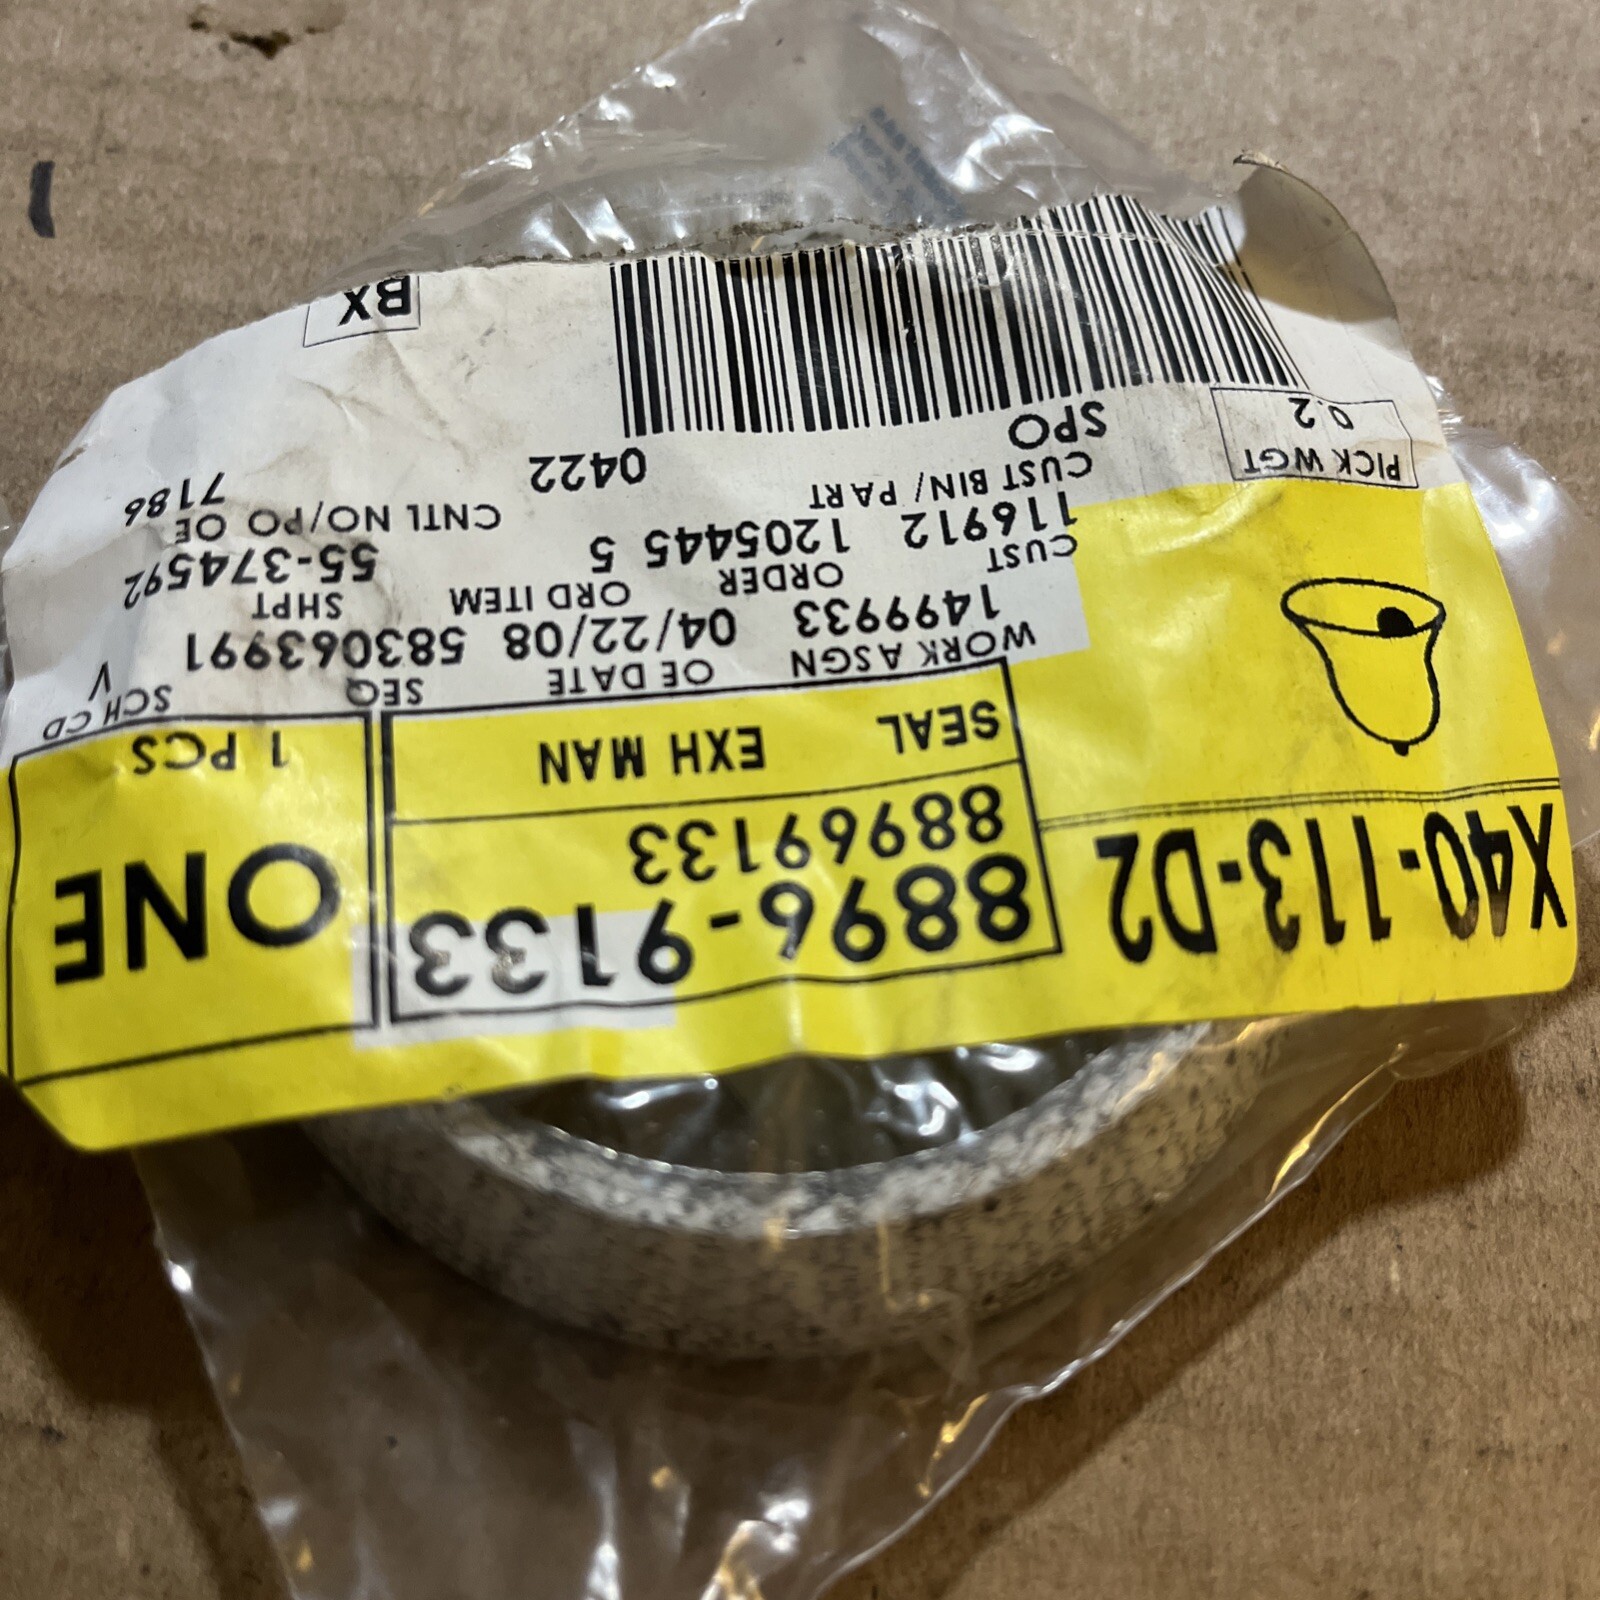 X40-113-D2
8896-9133
88969133
ONE
SEAL EXH MAN
1 PCS
WORK ASGN OE DATE SEQ SCH CD
1499933 04/22/08 583063991 V
CUST ORDER ORD ITEM SHPT
116912 1205445 5 5 55-374592
CUST BIN/PART CNTL NO/PO OE
SPO 0422 7186
PICK WGT
0.2
BX